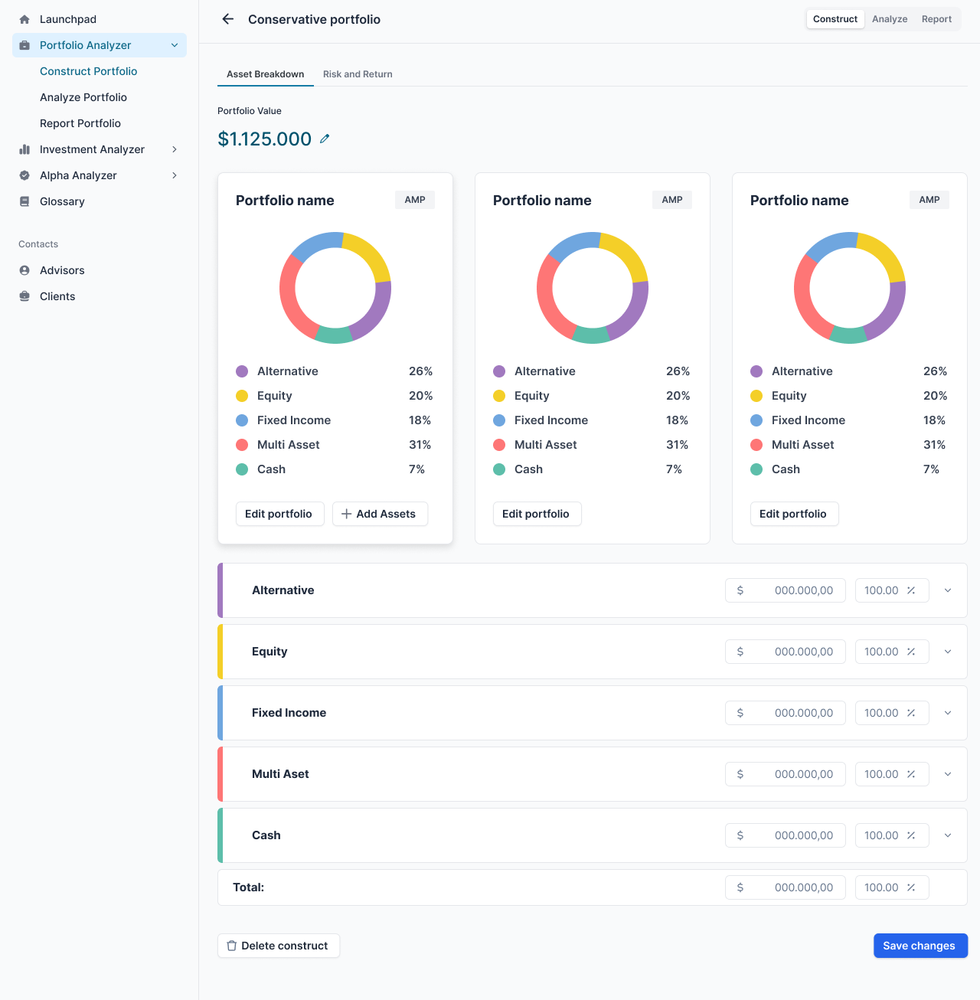 Launchpad
Portfolio Analyzer
Construct Portfolio
Analyze Portfolio
Report Portfolio
Investment Analyzer
Alpha Analyzer
Glossary
Contacts
Advisors
Clients
Conservative portfolio
Construct Analyze Report
Asset Breakdown Risk and Return
Portfolio Value
$1.125.000
Portfolio name AMP
Alternative 26%
Equity 20%
Fixed Income 18%
Multi Asset 31%
Cash 7%
Edit portfolio Add Assets
Portfolio name AMP
Alternative 26%
Equity 20%
Fixed Income 18%
Multi Asset 31%
Cash 7%
Edit portfolio
Portfolio name AMP
Alternative 26%
Equity 20%
Fixed Income 18%
Multi Asset 31%
Cash 7%
Edit portfolio
Alternative $ 000.000,00 100.00 %
Equity $ 000.000,00 100.00 %
Fixed Income $ 000.000,00 100.00 %
Multi Aset $ 000.000,00 100.00 %
Cash $ 000.000,00 100.00 %
Total: $ 000.000,00 100.00 %
Delete construct
Save changes